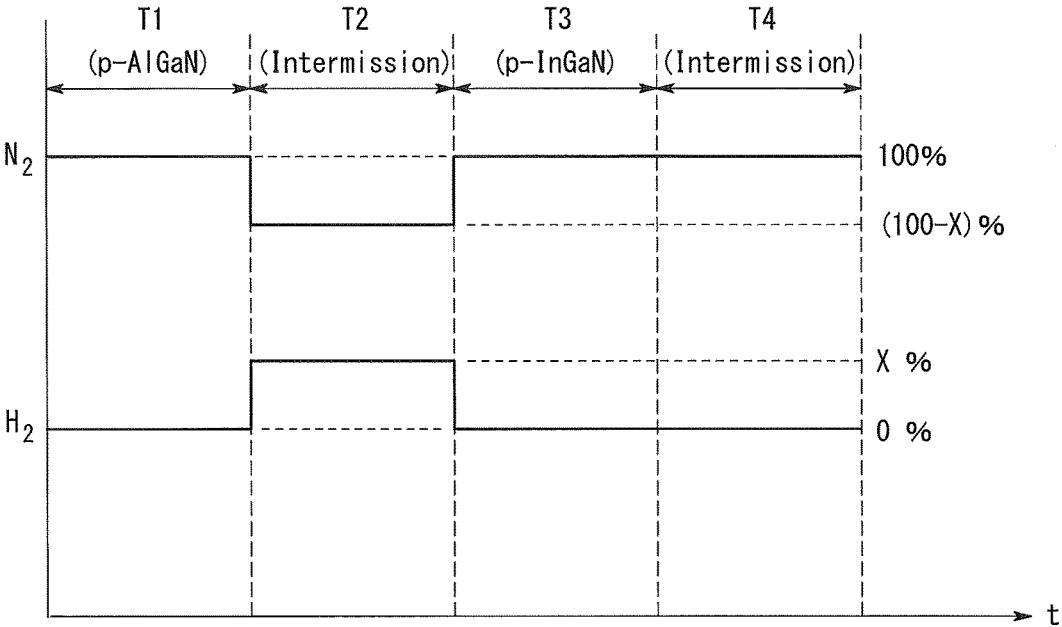 T1 T2 T3 T4
(p-AlGaN) (Intermission) (p-InGaN) (Intermission)
N2 100%
(100-X)%
X %
H2 0 %
t